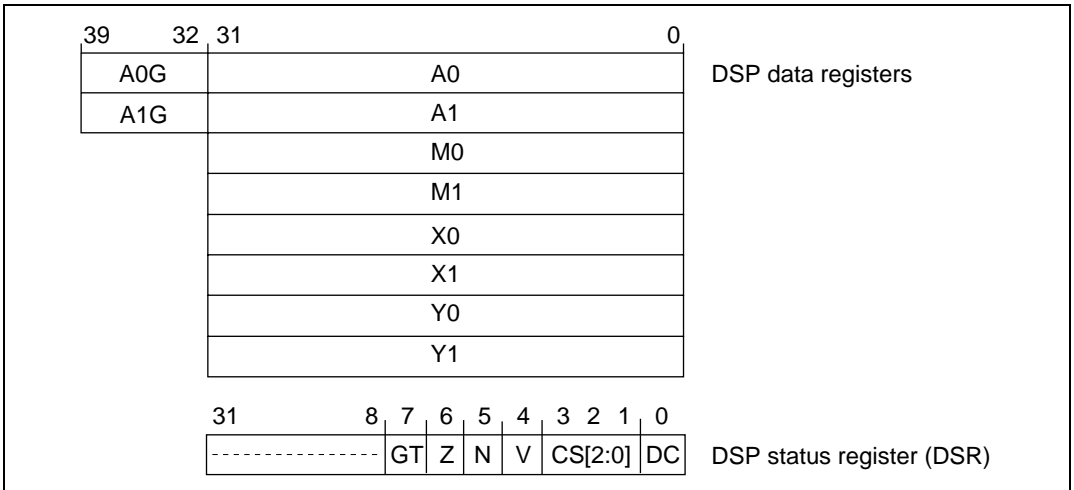 39 32 31 0
A0G A0 DSP data registers
A1G A1
M0
M1
X0
X1
Y0
Y1
31 8 7 6 5 4 3 2 1 0
GT Z N V CS[2:0] DC DSP status register (DSR)